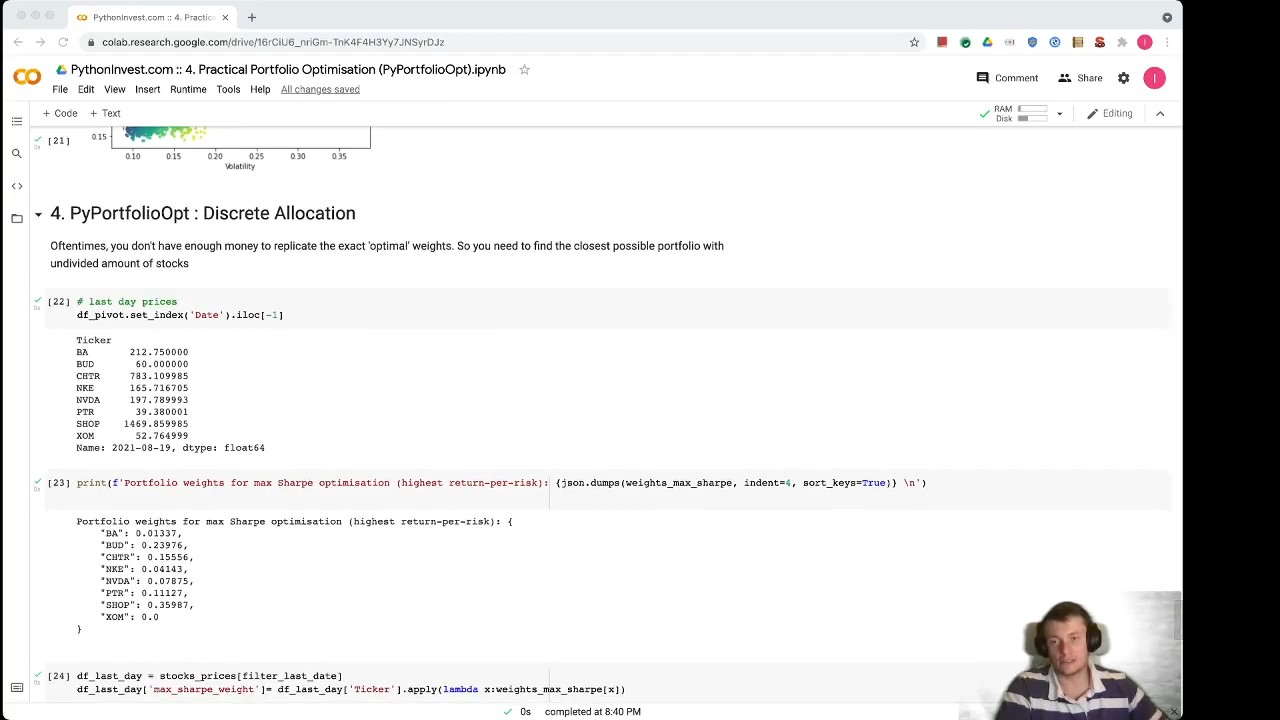 PythonInvest.com :: 4. Practic
colab.research.google.com/drive/16rCiU6_nriGm-TnK4F4H3Yy7JNSyrDJz
PythonInvest.com :: 4. Practical Portfolio Optimisation (PyPortfolioOpt).ipynb
Comment
Share
I
File Edit View Insert Runtime Tools Help All changes saved
+ Code + Text
RAM
Disk
Editing
[21]
0.15
0.10 0.15 0.20 0.25 0.30 0.35
Volatility
4. PyPortfolioOpt : Discrete Allocation
Oftentimes, you don't have enough money to replicate the exact 'optimal' weights. So you need to find the closest possible portfolio with
undivided amount of stocks
[22] # last day prices
df_pivot.set_index('Date').iloc[-1]
Ticker
BA 212.750000
BUD 60.000000
CHTR 783.109985
NKE 165.716705
NVDA 197.789993
PTR 39.380001
SHOP 1469.859985
XOM 52.764999
Name: 2021-08-19, dtype: float64
[23] print(f'Portfolio weights for max Sharpe optimisation (highest return-per-risk): {json.dumps(weights_max_sharpe, indent=4, sort_keys=True)} \n')
Portfolio weights for max Sharpe optimisation (highest return-per-risk): {
"BA": 0.01337,
"BUD": 0.23976,
"CHTR": 0.15556,
"NKE": 0.04143,
"NVDA": 0.07875,
"PTR": 0.11127,
"SHOP": 0.35987,
"XOM": 0.0
}
[24] df_last_day = stocks_prices[filter_last_date]
df_last_day['max_sharpe_weight']= df_last_day['Ticker'].apply(lambda x:weights_max_sharpe[x])
0s completed at 8:40 PM